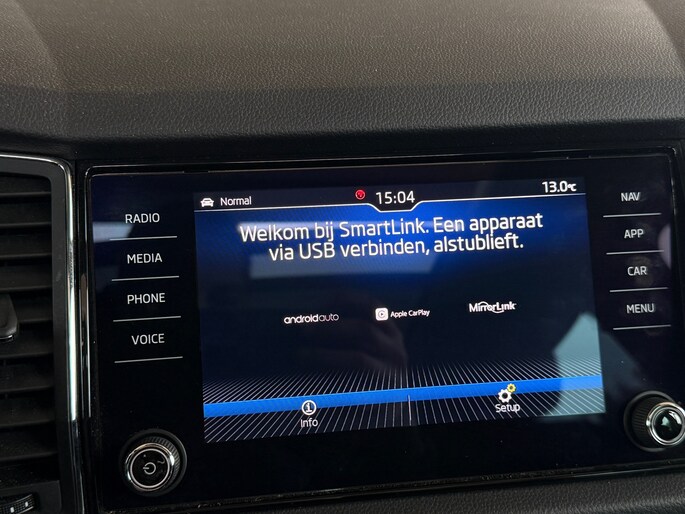 Normal
15:04
13.0°C
RADIO
MEDIA
PHONE
VOICE
Welkom bij SmartLink. Een apparaat
via USB verbinden, alstublieft.
androidauto
Apple CarPlay
MirrorLink
Info
Setup
NAV
APP
CAR
MENU